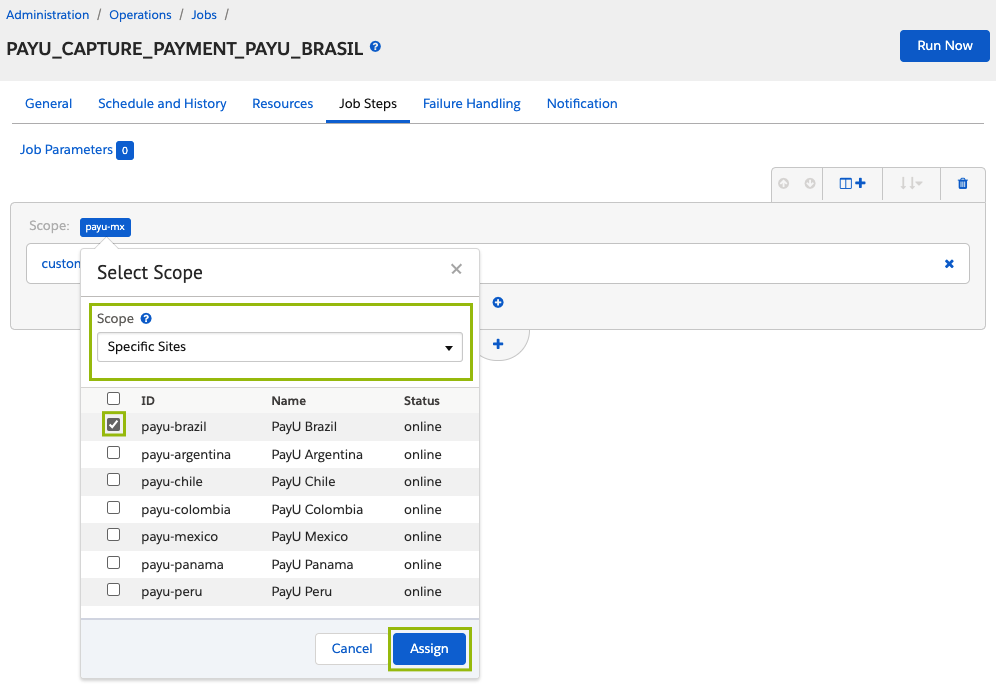 Administration / Operations / Jobs /
PAYU_CAPTURE_PAYMENT_PAYU_BRASIL ?
Run Now
General Schedule and History Resources Job Steps Failure Handling Notification
Job Parameters 0
Scope: payu-mx
custom
Select Scope
Scope ?
Specific Sites
ID Name Status
payu-brazil PayU Brazil online
payu-argentina PayU Argentina online
payu-chile PayU Chile online
payu-colombia PayU Colombia online
payu-mexico PayU Mexico online
payu-panama PayU Panama online
payu-peru PayU Peru online
Cancel Assign